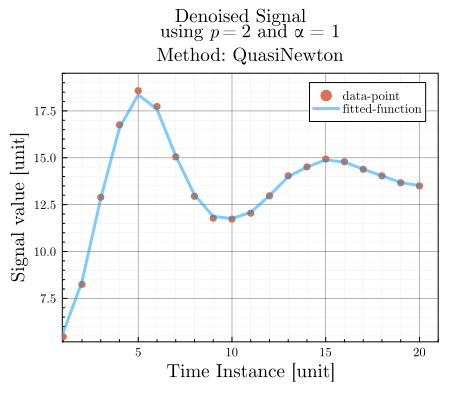 Denoised Signal
using p = 2 and α = 1
Method: QuasiNewton
data-point
fitted-function
Signal value [unit]
17.5
15.0
12.5
10.0
7.5
5
10
15
20
Time Instance [unit]